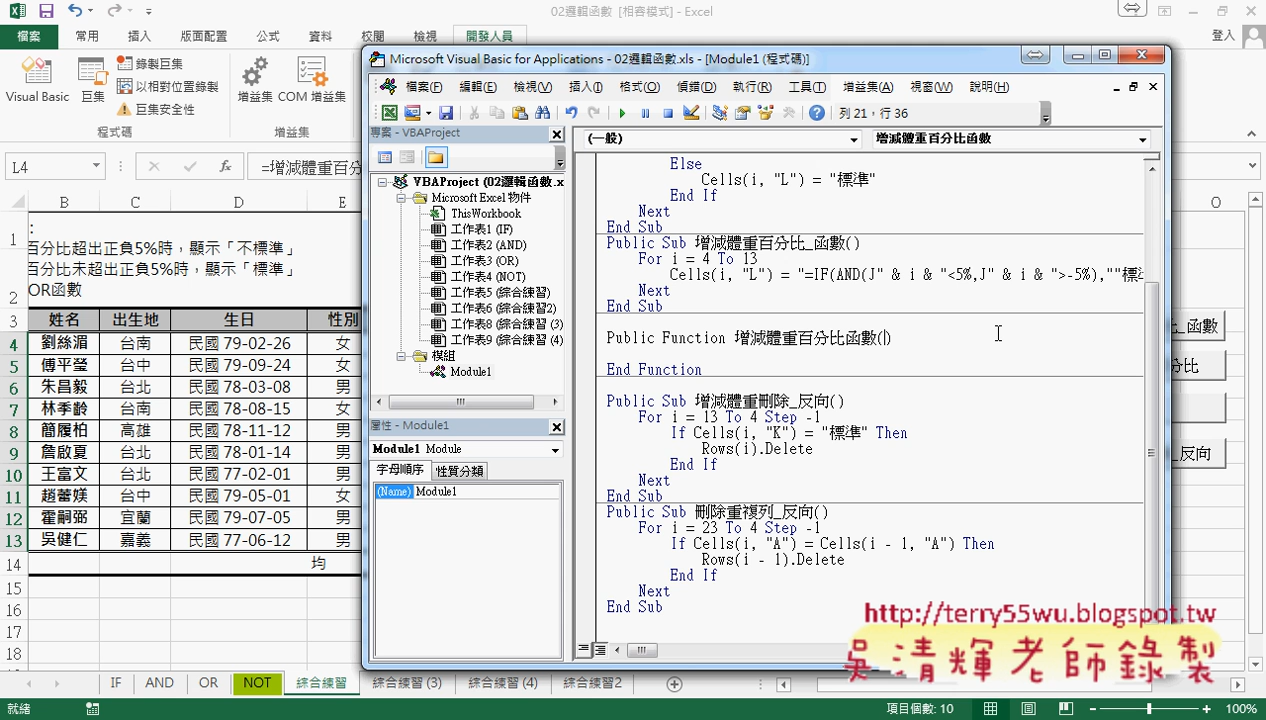 02邏輯函數 [相容模式] - Excel
檔案 常用 插入 版面配置 公式 資料 校閱 檢視 開發人員 登入
Visual Basic 巨集 錄製巨集 以相對位置錄製 巨集安全性 增益集 COM 增益集
程式碼 增益集
L4 =增減體重百分
B C D E O
1 :
百分比超出正負5%時，顯示「不標準」
百分比未超出正負5%時，顯示「標準」
2 OR函數
3 姓名 出生地 生日 性別
4 劉絲湄 台南 民國 79-02-26 女
5 傅平瑩 台中 民國 79-09-24 女
6 朱昌毅 台北 民國 78-03-08 男
7 林季齡 台南 民國 78-08-15 女
8 簡履柏 高雄 民國 78-11-12 男
9 詹啟夏 台北 民國 78-01-14 男
10 王富文 台北 民國 77-02-01 男
11 趙蕾媄 台中 民國 79-05-01 女
12 霍嗣弼 宜蘭 民國 79-07-05 男
13 吳健仁 嘉義 民國 77-06-12 男
14 均
15
16
17
18
_函數
分比
_反向
Microsoft Visual Basic for Applications - 02邏輯函數.xls - [Module1 (程式碼)]
檔案(F) 編輯(E) 檢視(V) 插入(I) 格式(O) 偵錯(D) 執行(R) 工具(T) 增益集(A) 視窗(W) 說明(H)
列 21，行 36
專案 - VBAProject
VBAProject (02邏輯函數.x
Microsoft Excel 物件
ThisWorkbook
工作表1 (IF)
工作表2 (AND)
工作表3 (OR)
工作表4 (NOT)
工作表5 (綜合練習)
工作表6 (綜合練習2)
工作表8 (綜合練習 (3)
工作表9 (綜合練習 (4)
模組
Module1
屬性 - Module1
Module1 Module
字母順序 性質分類
(Name) Module1
(一般) 增減體重百分比函數
Else
Cells(i, "L") = "標準"
End If
Next
End Sub
Public Sub 增減體重百分比_函數()
For i = 4 To 13
Cells(i, "L") = "=IF(AND(J" & i & "<5%,J" & i & ">-5%),""標準
Next
End Sub
Public Function 增減體重百分比函數()
End Function
Public Sub 增減體重刪除_反向()
For i = 13 To 4 Step -1
If Cells(i, "K") = "標準" Then
Rows(i).Delete
End If
Next
End Sub
Public Sub 刪除重複列_反向()
For i = 23 To 4 Step -1
If Cells(i, "A") = Cells(i - 1, "A") Then
Rows(i - 1).Delete
End If
Next
End Sub
http://terry55wu.blogspot.tw
吳清輝老師錄製
IF AND OR NOT 綜合練習 綜合練習 (3) 綜合練習 (4) 綜合練習2
就緒 項目個數: 10 100%